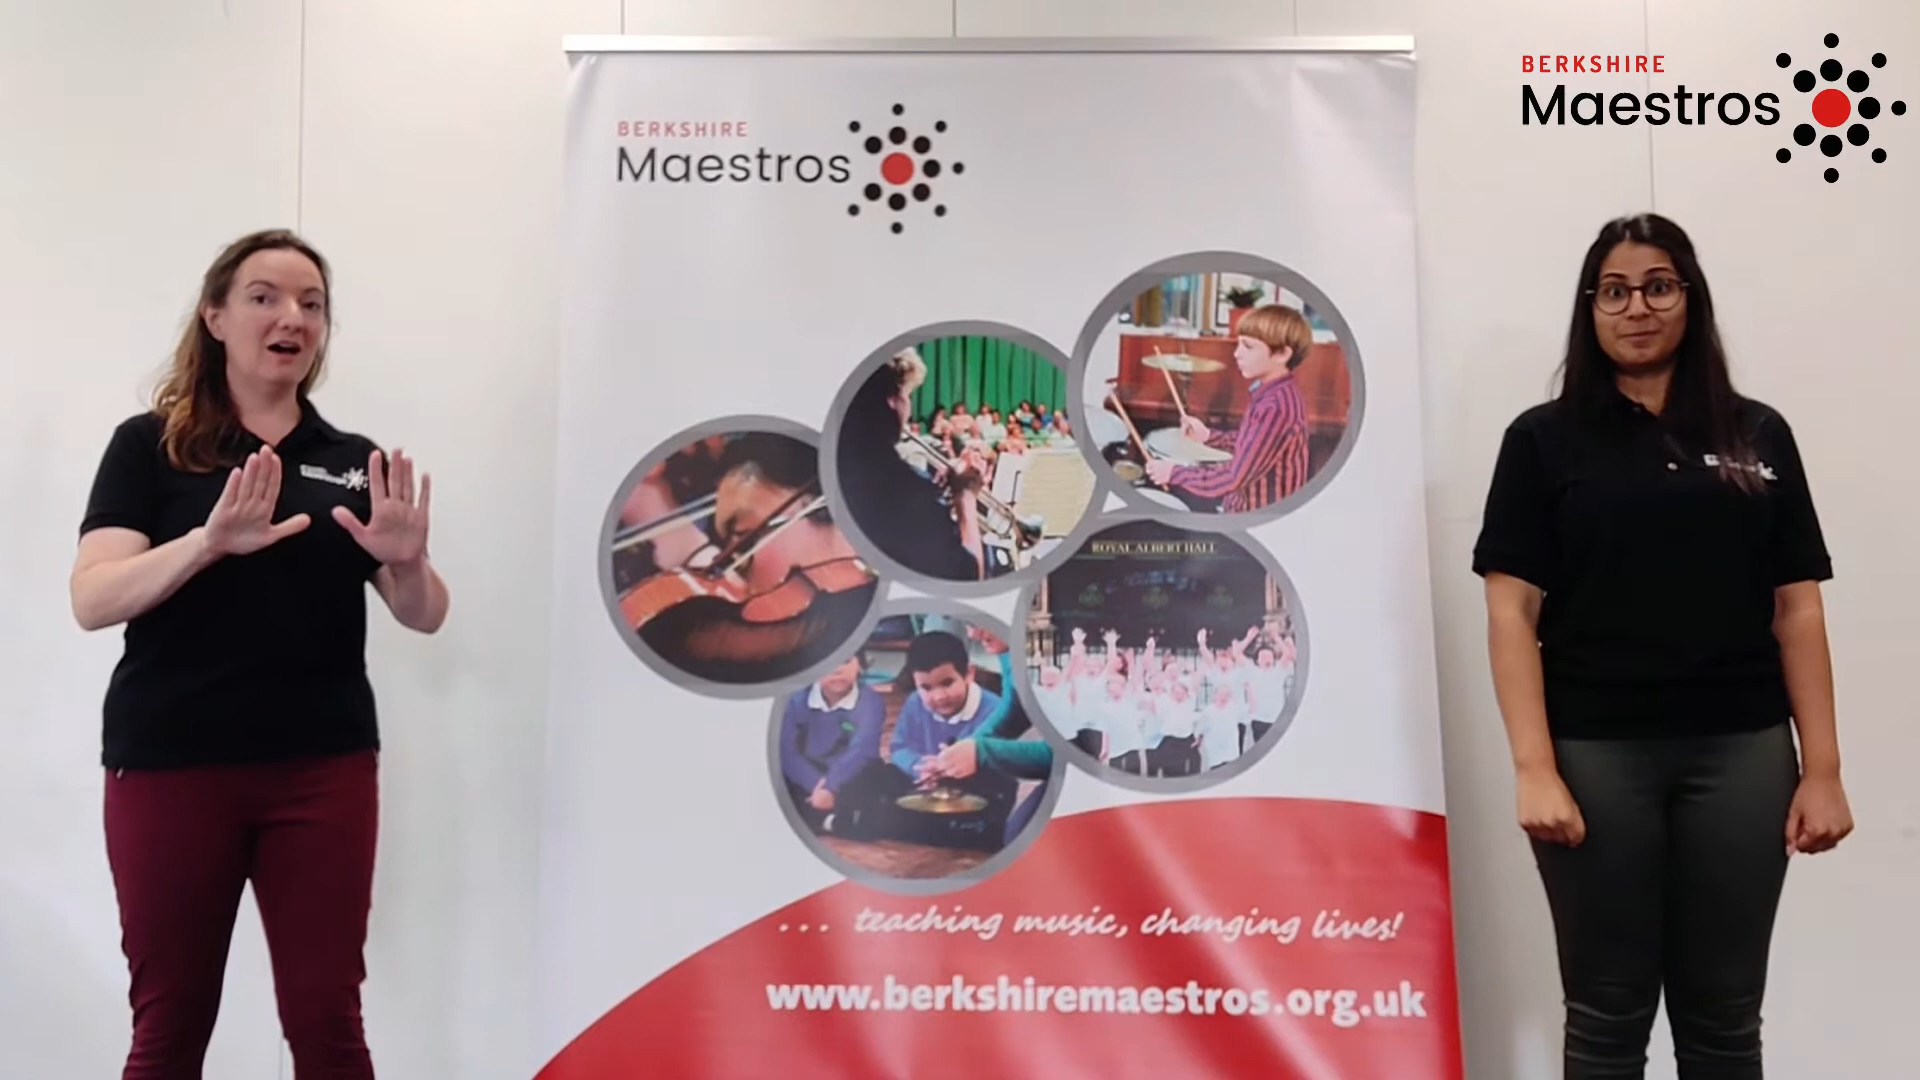 BERKSHIRE
Maestros
BERKSHIRE
Maestros
ROYAL ALBERT HALL
... teaching music, changing lives!
www.berkshiremaestros.org.uk